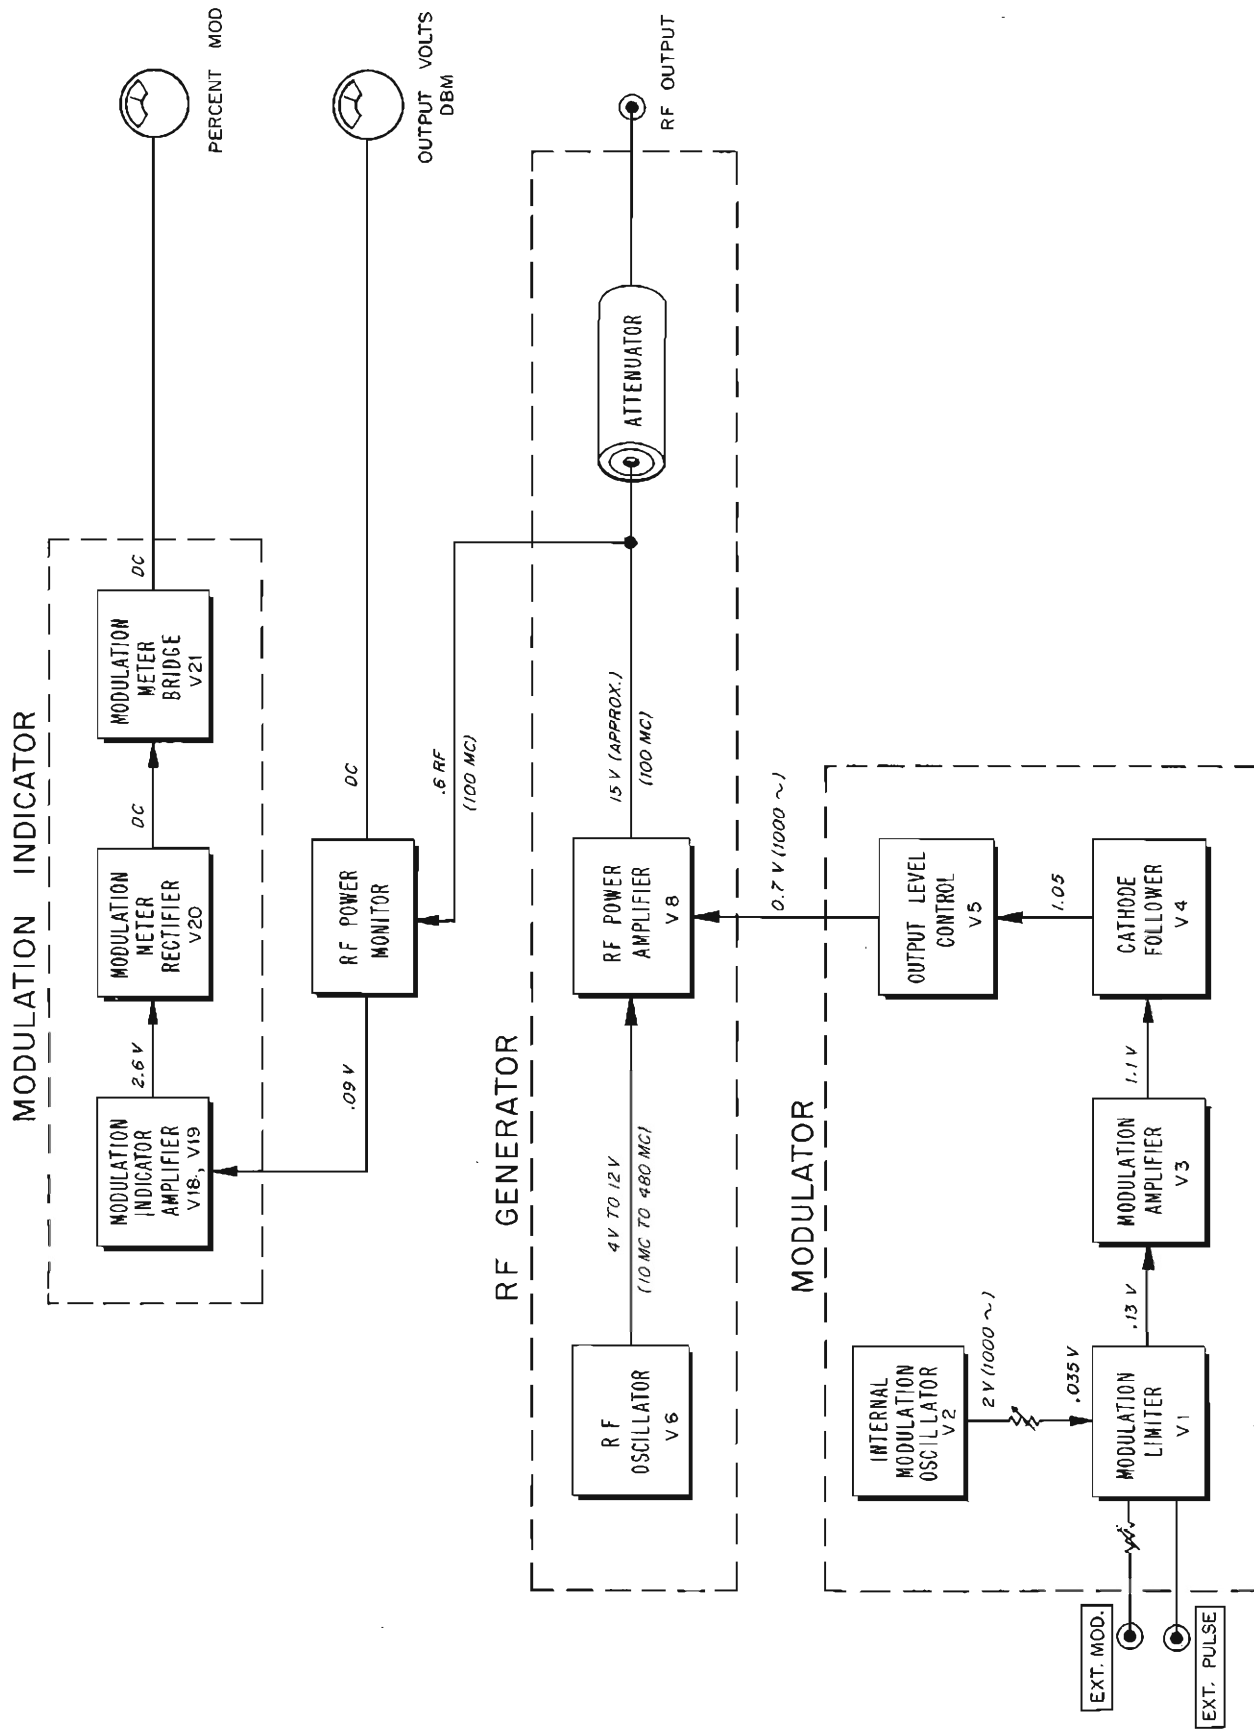 MODULATION INDICATOR
MODULATION
INDICATOR
AMPLIFIER
V18, V19
2.6 V
MODULATION
METER
RECTIFIER
V20
DC
MODULATION
METER
BRIDGE
V21
DC
PERCENT MOD
.09 V
RF POWER
MONITOR
DC
OUTPUT VOLTS
DBM
.6 RF
(100 MC)
RF GENERATOR
RF
OSCILLATOR
V6
4V TO 12V
(10 MC TO 480 MC)
RF POWER
AMPLIFIER
V8
15 V (APPROX.)
(100 MC)
ATTENUATOR
RF OUTPUT
0.7 V (1000 ~)
MODULATOR
INTERNAL
MODULATION
OSCILLATOR
V2
2 V (1000 ~)
.035V
OUTPUT LEVEL
CONTROL
V5
1.05
EXT. MOD.
EXT. PULSE
MODULATION
LIMITER
V1
.13 V
MODULATION
AMPLIFIER
V3
1.1 V
CATHODE
FOLLOWER
V4